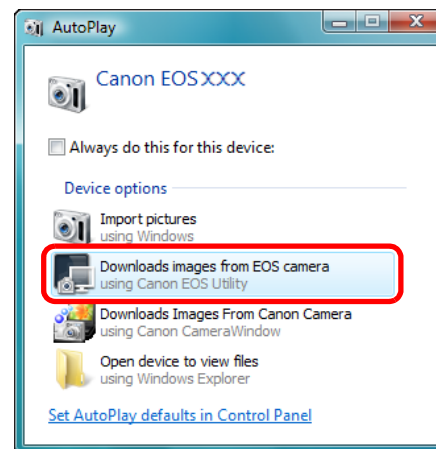 AutoPlay
Canon EOS XXX
Always do this for this device:
Device options
Import pictures
using Windows
Downloads images from EOS camera
using Canon EOS Utility
Downloads Images From Canon Camera
using Canon CameraWindow
Open device to view files
using Windows Explorer
Set AutoPlay defaults in Control Panel